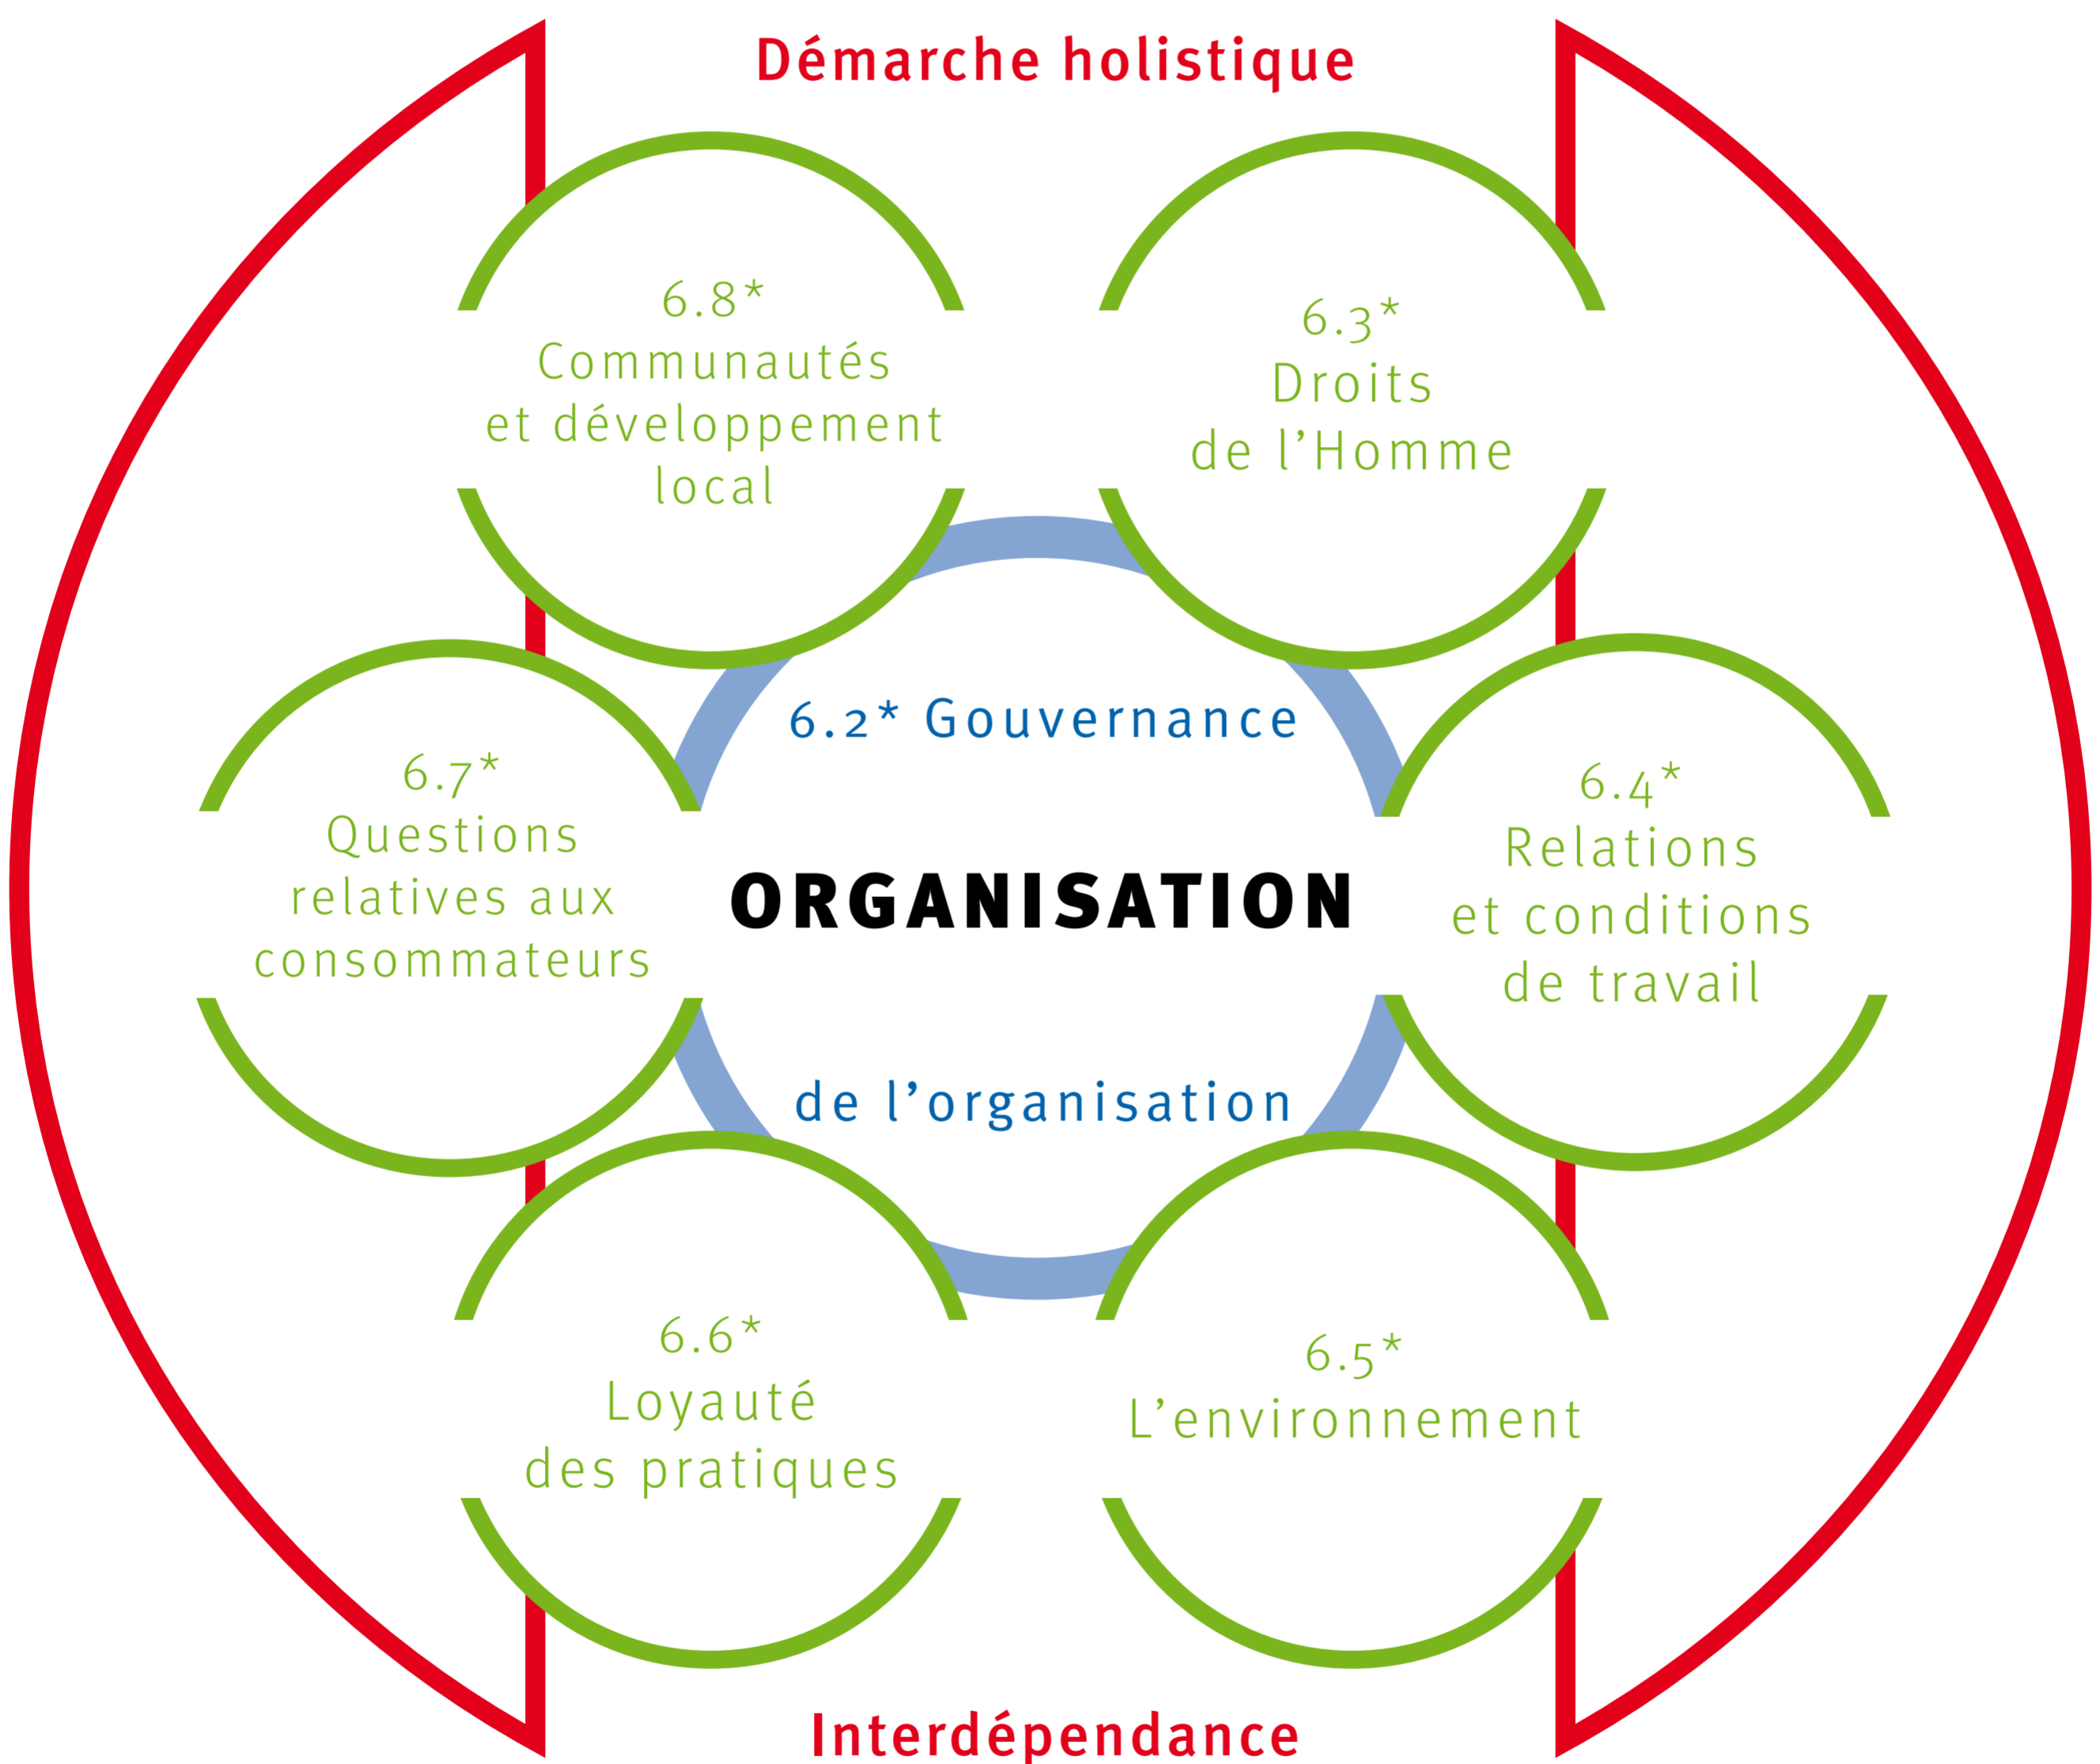 Démarche holistique
6.8*
Communautés
et développement
local
6.3*
Droits
de l’Homme
6.2* Gouvernance
6.7*
Questions
relatives aux
consommateurs
ORGANISATION
6.4*
Relations
et conditions
de travail
de l’organisation
6.6*
Loyauté
des pratiques
6.5*
L’environnement
Interdépendance